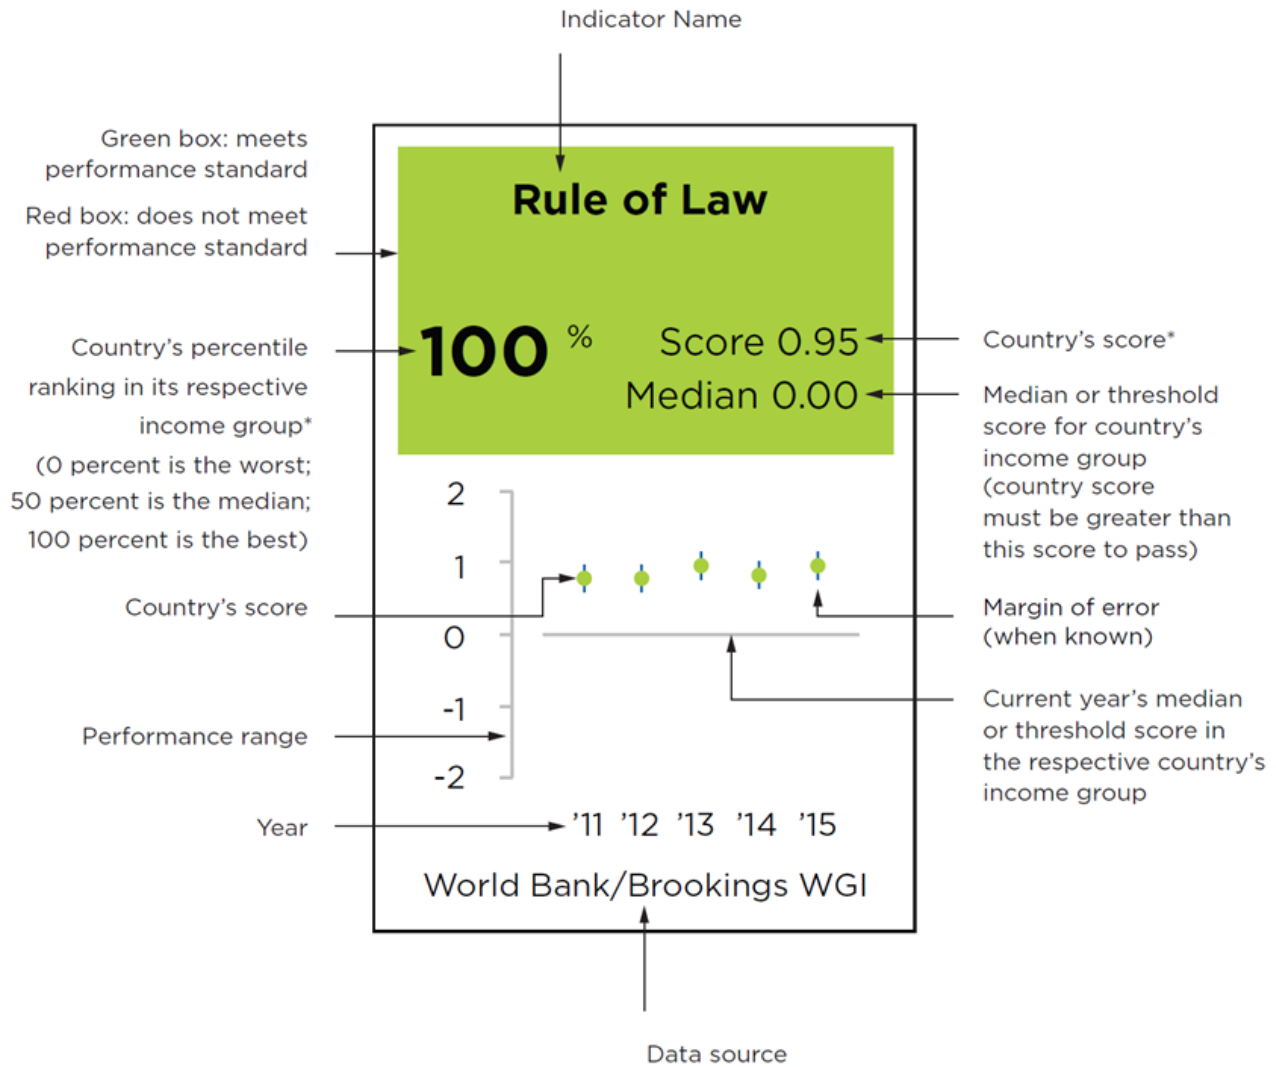 Indicator Name
Green box: meets
performance standard
Red box: does not meet
performance standard
Rule of Law
Country’s percentile
ranking in its respective
income group*
(0 percent is the worst;
50 percent is the median;
100 percent is the best)
100 %
Score 0.95
Median 0.00
Country’s score*
Median or threshold
score for country’s
income group
(country score
must be greater than
this score to pass)
2
1
0
-1
-2
Country’s score
Margin of error
(when known)
Performance range
Current year’s median
or threshold score in
the respective country’s
income group
Year
’11 ’12 ’13 ’14 ’15
World Bank/Brookings WGI
Data source